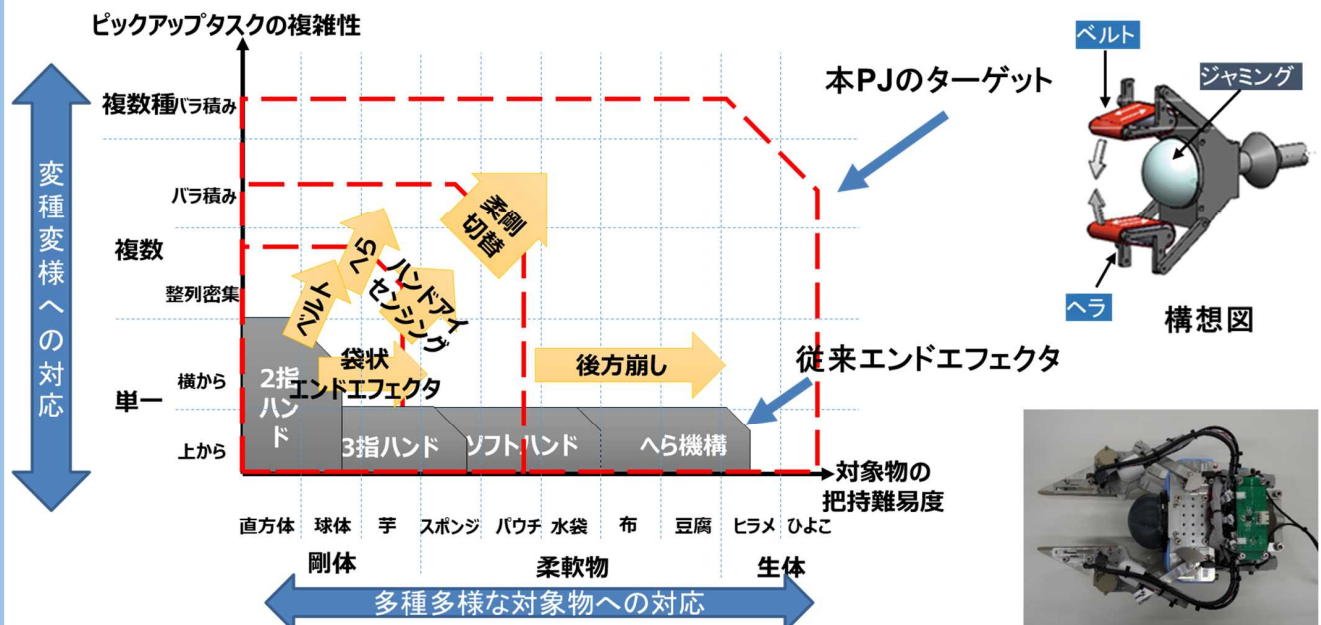 ピックアップタスクの複雑性
変種変様への対応
複数種バラ積み
バラ積み
複数
整列密集
横から
単一
上から
本PJのターゲット
柔剛
切替
へら
ベルト
ハンドアイ
センシング
袋状
エンドエフェクタ
後方崩し
従来エンドエフェクタ
2指
ハン
ド
3指ハンド
ソフトハンド
へら機構
対象物の
把持難易度
直方体 球体 芋 スポンジ パウチ 水袋 布 豆腐 ヒラメ ひよこ
剛体 柔軟物 生体
多種多様な対象物への対応
ベルト
ジャミング
ヘラ
構想図